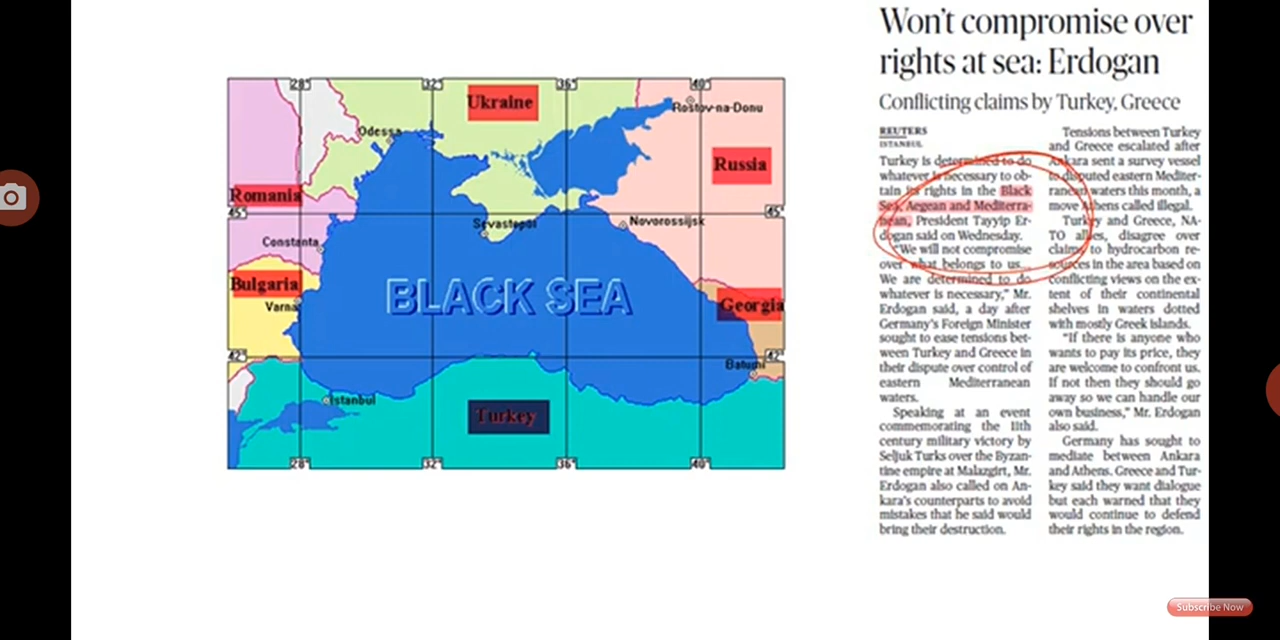 28°
32°
36°
40°
Ukraine
Rostov-na-Donu
Odessa
Russia
Romania
45°
45°
Sevastopol
Novorossijsk
Constanta
Bulgaria
BLACK SEA
Georgia
Varna
42°
42°
Batumi
Istanbul
Turkey
28°
32°
36°
40°
Won't compromise over
rights at sea: Erdogan
Conflicting claims by Turkey, Greece
REUTERS
ISTANBUL
Turkey is determined to do
whatever is necessary to ob-
tain its rights in the Black
Sea, Aegean and Mediterra-
nean, President Tayyip Er-
dogan said on Wednesday.
“We will not compromise
over what belongs to us...
We are determined to do
whatever is necessary,” Mr.
Erdogan said, a day after
Germany's Foreign Minister
sought to ease tensions bet-
ween Turkey and Greece in
their dispute over control of
eastern Mediterranean
waters.
Speaking at an event
commemorating the 11th
century military victory by
Seljuk Turks over the Byzan-
tine empire at Malazgirt, Mr.
Erdogan also called on An-
kara's counterparts to avoid
mistakes that he said would
bring their destruction.
Tensions between Turkey
and Greece escalated after
Ankara sent a survey vessel
to disputed eastern Mediter-
ranean waters this month, a
move Athens called illegal.
Turkey and Greece, NA-
TO allies, disagree over
claims to hydrocarbon re-
sources in the area based on
conflicting views on the ex-
tent of their continental
shelves in waters dotted
with mostly Greek islands.
“If there is anyone who
wants to pay its price, they
are welcome to confront us.
If not then they should go
away so we can handle our
own business,” Mr. Erdogan
also said.
Germany has sought to
mediate between Ankara
and Athens. Greece and Tur-
key said they want dialogue
but each warned that they
would continue to defend
their rights in the region.
Subscribe Now